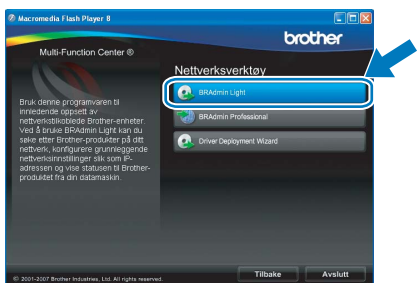 Macromedia Flash Player 8
brother
Multi-Function Center ®
Nettverksverktøy
BRAdmin Light
BRAdmin Professional
Driver Deployment Wizard
Bruk denne programvaren til
innledende oppsett av
nettverkstilkoblede Brother-enheter.
Ved å bruke BRAdmin Light kan du
søke etter Brother-produkter på ditt
nettverk, konfigurere grunnleggende
nettverksinnstillinger slik som IP-
adressen og vise statusen til Brother-
produktet fra din datamaskin.
© 2001-2007 Brother Industries, Ltd. All rights reserved.
Tilbake
Avslutt